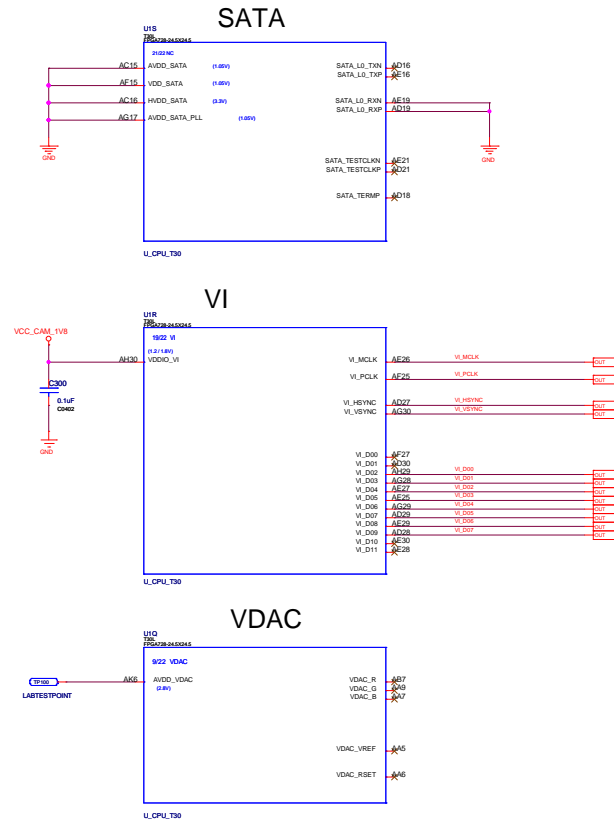 SATA
U1S
T30L
FPGA728-24.5X24.5
21/22 NC
AC15 AVDD_SATA (1.05V) SATA_L0_TXN AD16
SATA_L0_TXP AE16
AF15 VDD_SATA (1.05V)
AC16 HVDD_SATA (3.3V) SATA_L0_RXN AE19
SATA_L0_RXP AD19
AG17 AVDD_SATA_PLL (1.05V)
GND GND
SATA_TESTCLKN AE21
SATA_TESTCLKP AD21
SATA_TERMP AD18
U_CPU_T30
VI
U1R
T30L
FPGA728-24.5X24.5
VCC_CAM_1V8
19/22 VI
(1.2 / 1.8V)
AH30 VDDIO_VI VI_MCLK AE26 VI_MCLK OUT
VI_PCLK AF25 VI_PCLK OUT
C300
0.1uF
C0402
VI_HSYNC AD27 VI_HSYNC OUT
VI_VSYNC AG30 VI_VSYNC OUT
GND
VI_D00 AF27
VI_D01 AD30
VI_D02 AH29 VI_D00 OUT
VI_D03 AG28 VI_D01 OUT
VI_D04 AE27 VI_D02 OUT
VI_D05 AE25 VI_D03 OUT
VI_D06 AG29 VI_D04 OUT
VI_D07 AD29 VI_D05 OUT
VI_D08 AE29 VI_D06 OUT
VI_D09 AD28 VI_D07 OUT
VI_D10 AE30
VI_D11 AE28
U_CPU_T30
VDAC
U1Q
T30L
FPGA728-24.5X24.5
9/22 VDAC
TP100 AK6 AVDD_VDAC VDAC_R AB7
(2.8V) VDAC_G AA9
LABTESTPOINT VDAC_B AA7
VDAC_VREF AA5
VDAC_RSET AA6
U_CPU_T30